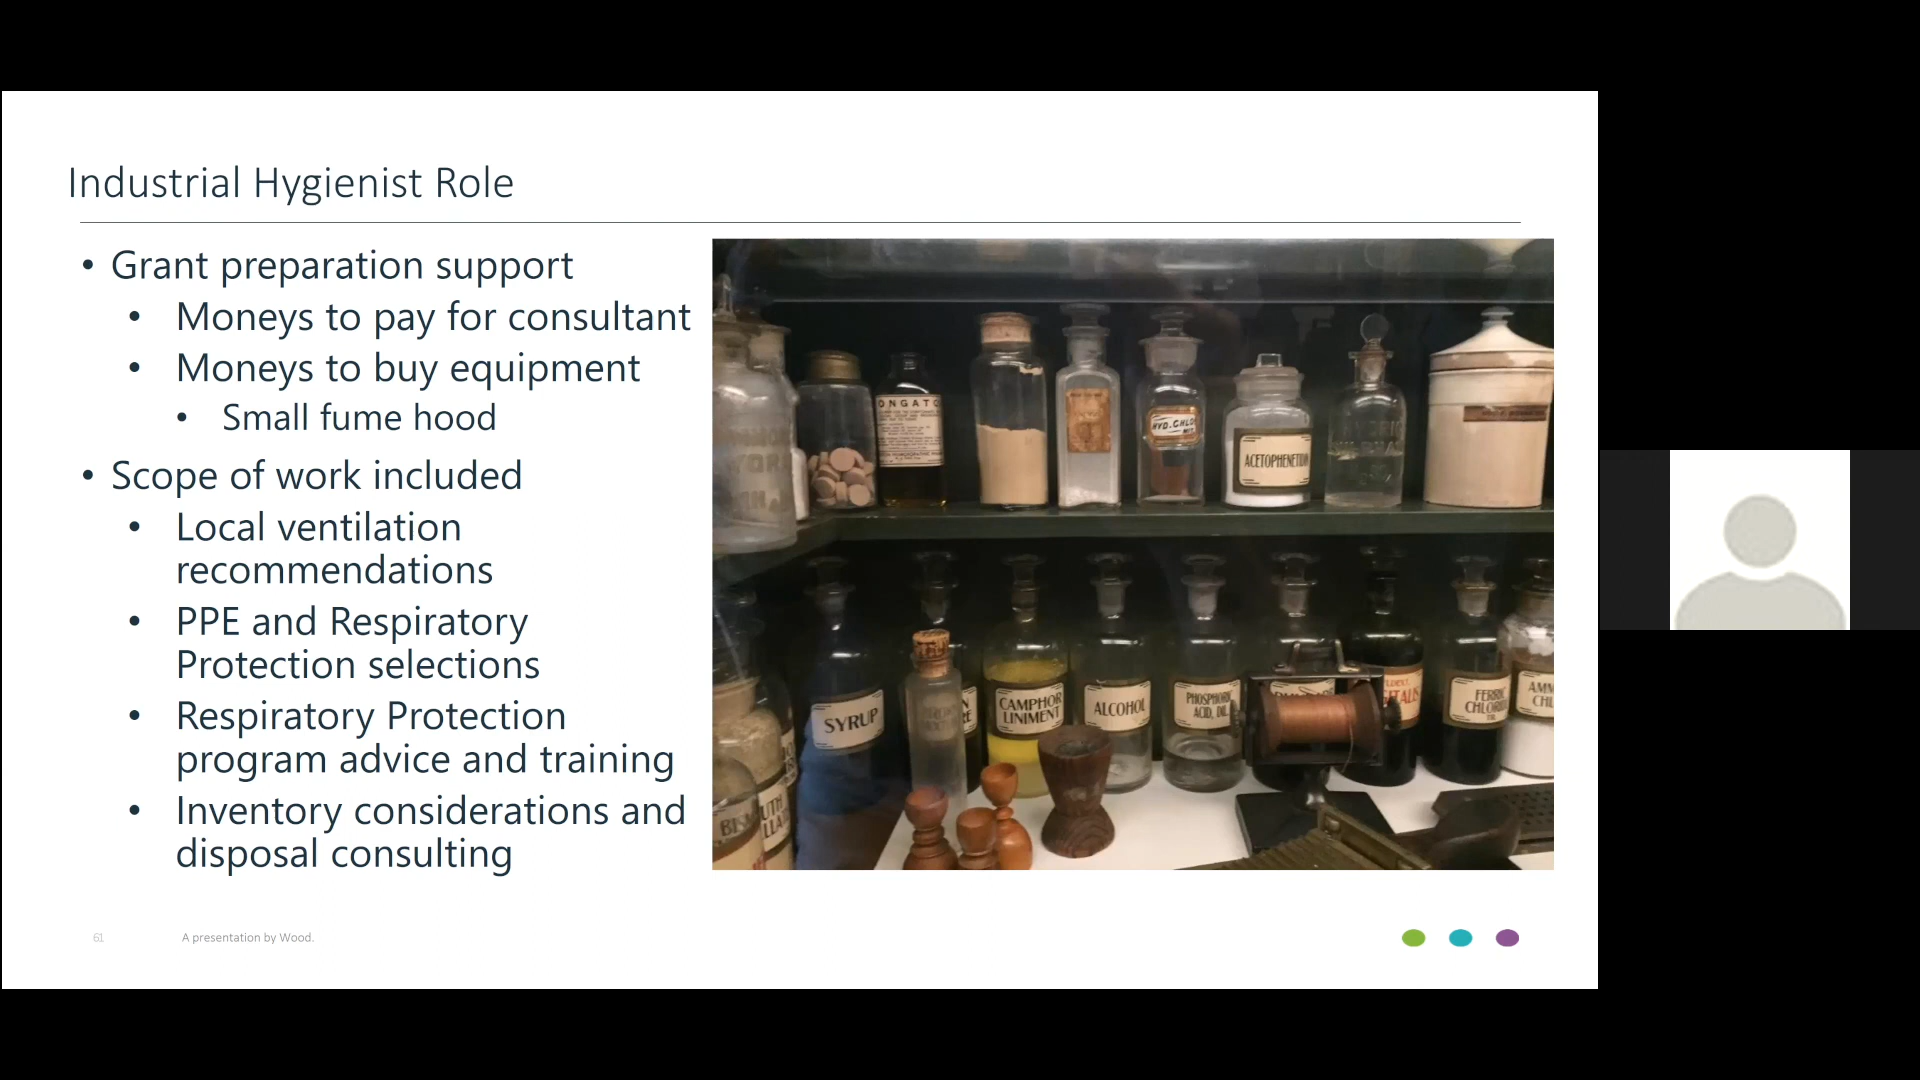 Industrial Hygienist Role
• Grant preparation support
• Moneys to pay for consultant
• Moneys to buy equipment
• Small fume hood
• Scope of work included
• Local ventilation
recommendations
• PPE and Respiratory
Protection selections
• Respiratory Protection
program advice and training
• Inventory considerations and
disposal consulting
ONGATO
HYD.CHLO
ACETOPHENETID
SYRUP
CAMPHOR
LINIMENT
ALCOHOL
PHOSPHORIC
ACID, DIL.
FERRIC
CHLORIDE
AMM
CHL
61
A presentation by Wood.